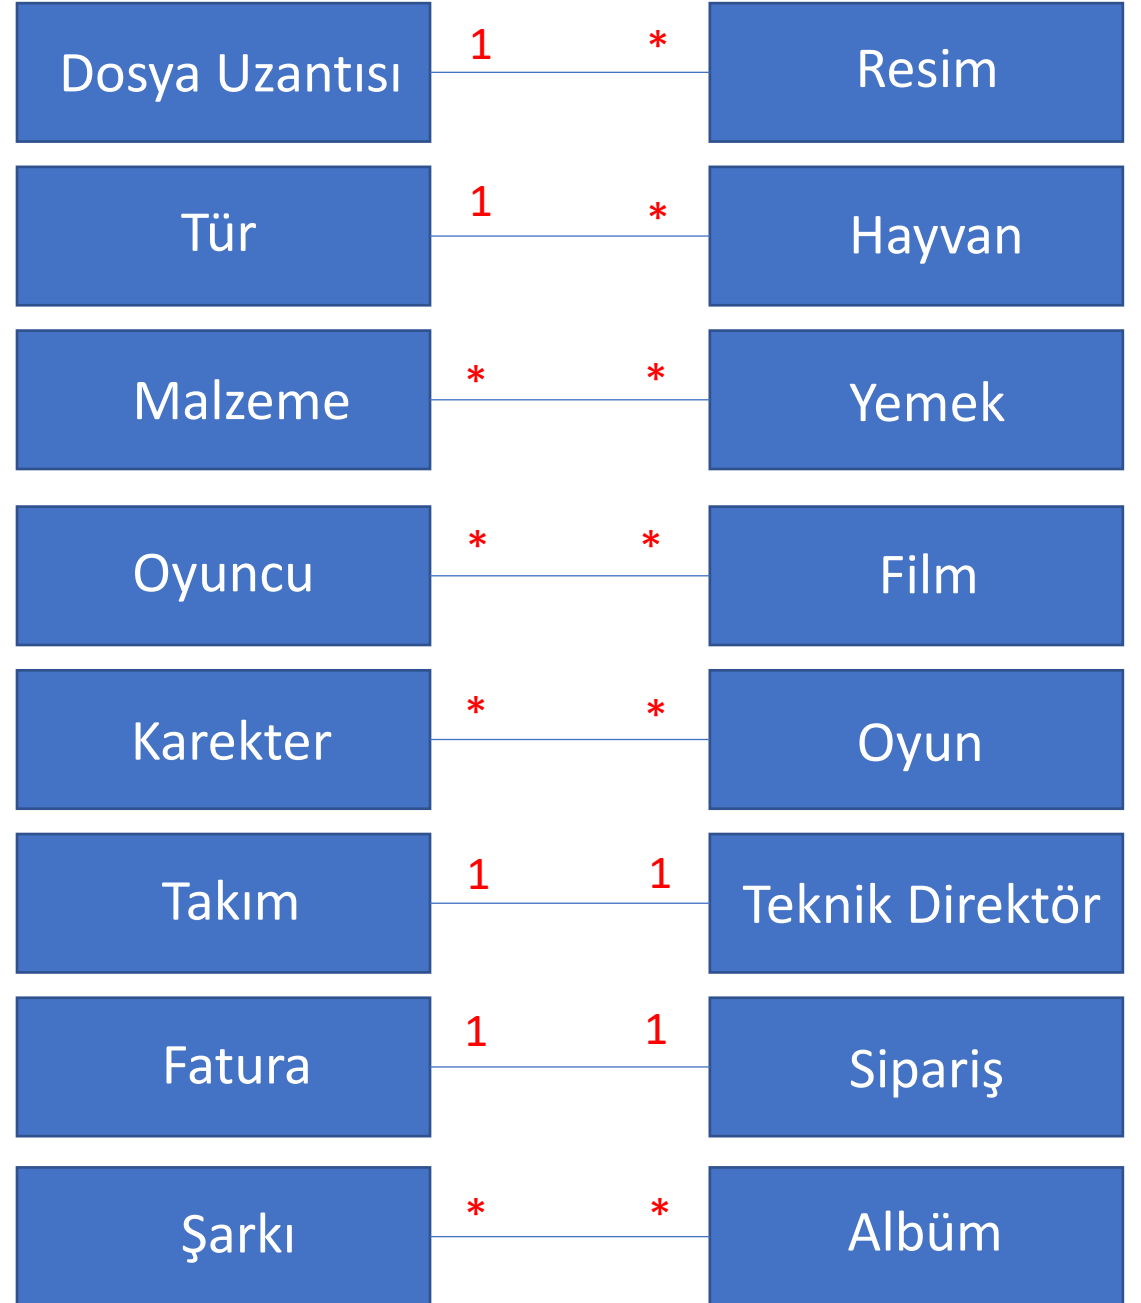 Dosya Uzantısı 1 * Resim
Tür 1 * Hayvan
Malzeme * * Yemek
Oyuncu * * Film
Karekter * * Oyun
Takım 1 1 Teknik Direktör
Fatura 1 1 Sipariş
Şarkı * * Albüm